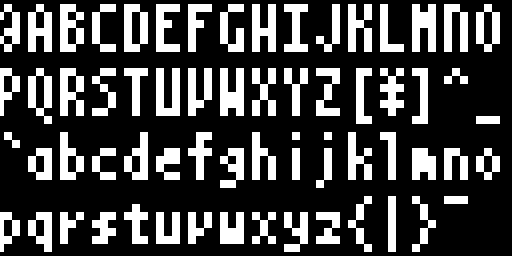 @ABCDEFGHIJKLMNO
PQRSTUVWXYZ[¥]^_
`abcdefghijklmno
pqrstuvwxyz{|}‾